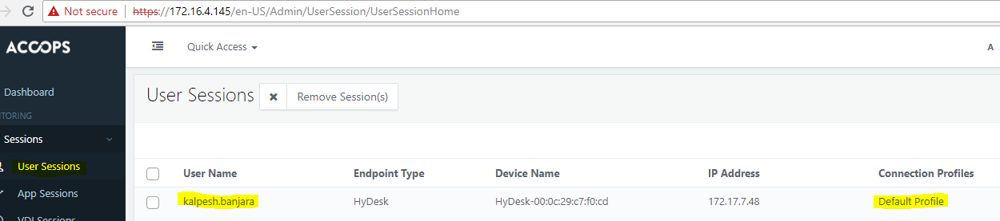 Not secure https://172.16.4.145/en-US/Admin/UserSession/UserSessionHome
ACCOPS
Quick Access
A
Dashboard
User Sessions
Remove Session(s)
TORING
Sessions
User Sessions
User Name Endpoint Type Device Name IP Address Connection Profiles
App Sessions
kalpesh.banjara HyDesk HyDesk-00:0c:29:c7:f0:cd 172.17.7.48 Default Profile
VDI Sessions